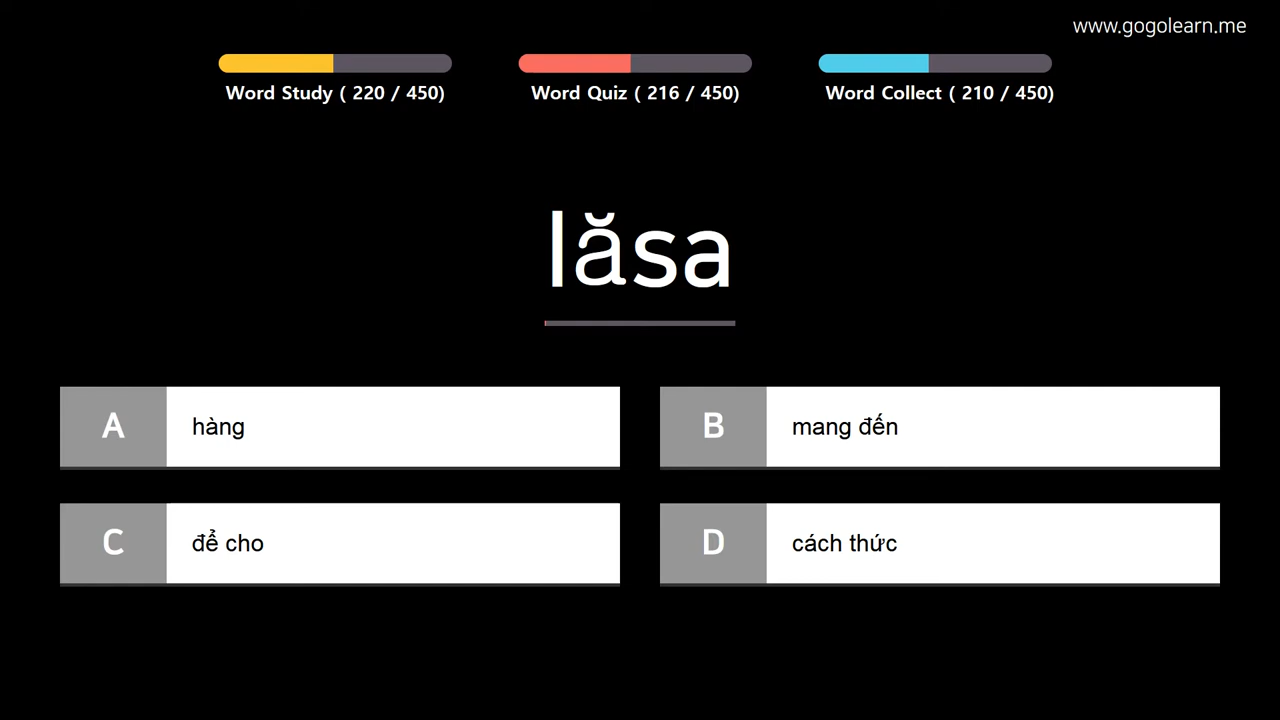 www.gogolearn.me
Word Study ( 220 / 450)
Word Quiz ( 216 / 450)
Word Collect ( 210 / 450)
lăsa
A hàng
B mang đến
C để cho
D cách thức